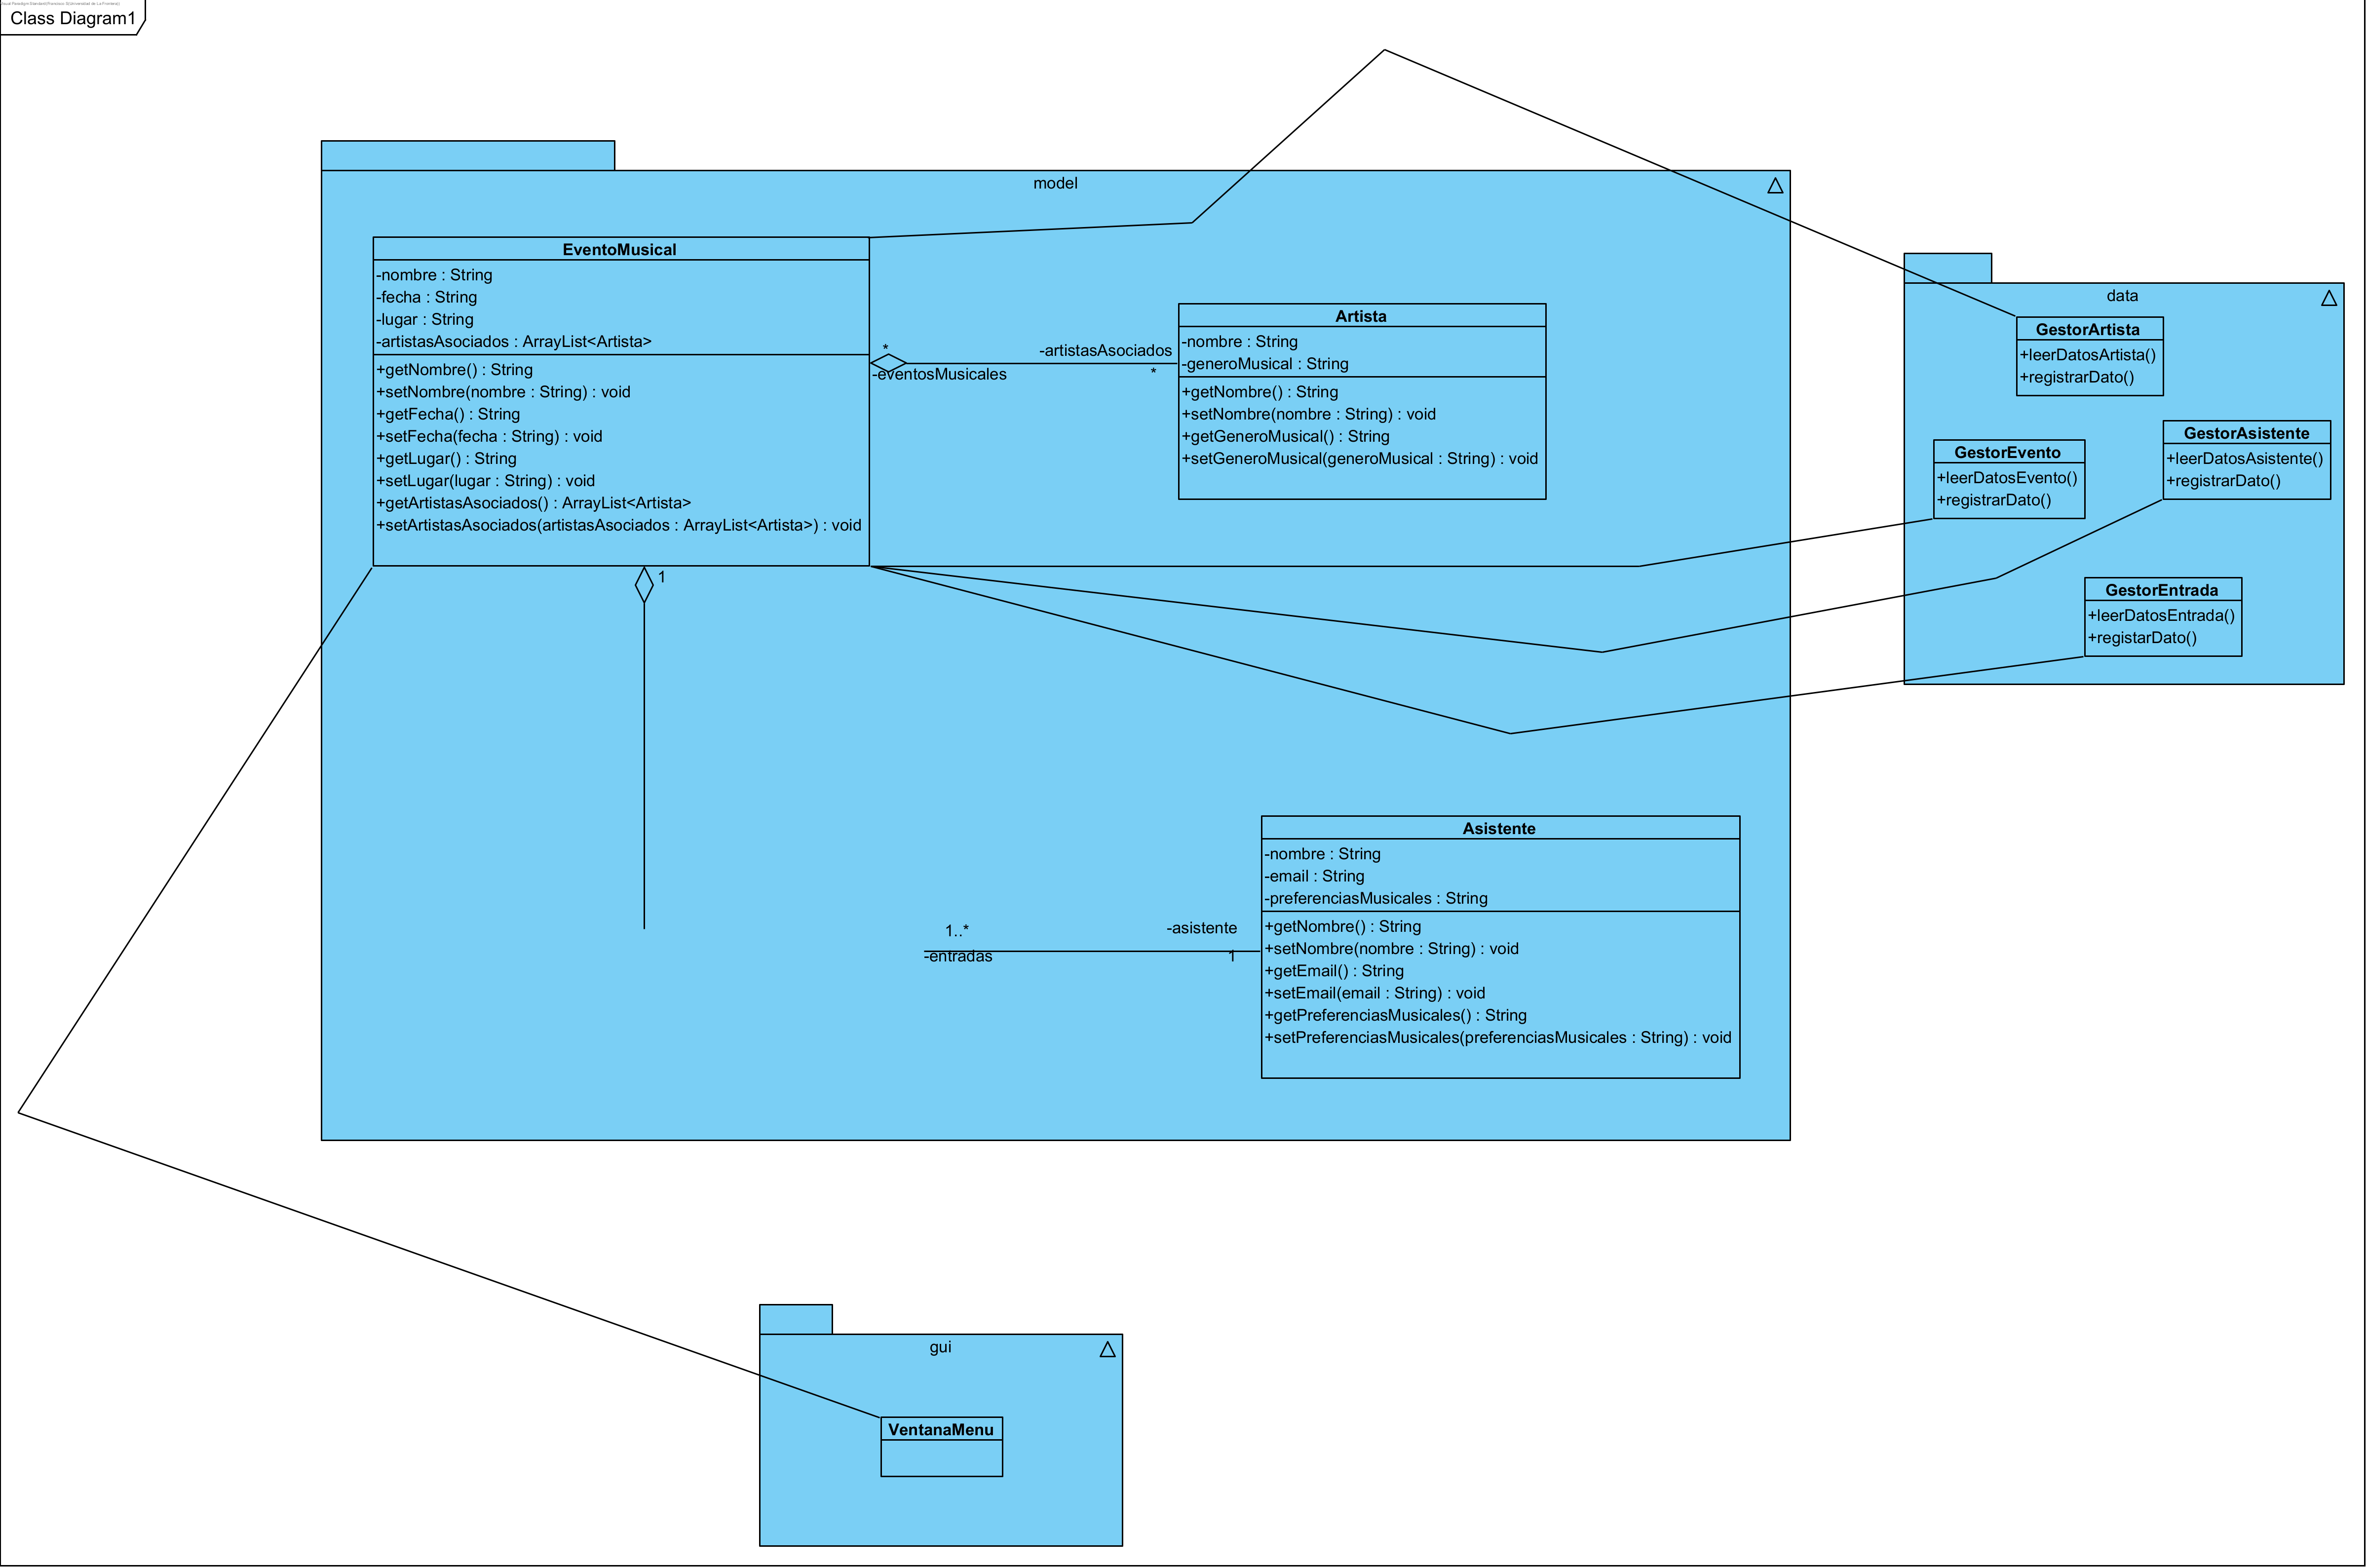 Class Diagram1
model
EventoMusical
-nombre : String
-fecha : String
-lugar : String
-artistasAsociados : ArrayList<Artista>
+getNombre() : String
+setNombre(nombre : String) : void
+getFecha() : String
+setFecha(fecha : String) : void
+getLugar() : String
+setLugar(lugar : String) : void
+getArtistasAsociados() : ArrayList<Artista>
+setArtistasAsociados(artistasAsociados : ArrayList<Artista>) : void
*
-eventosMusicales
-artistasAsociados
*
Artista
-nombre : String
-generoMusical : String
+getNombre() : String
+setNombre(nombre : String) : void
+getGeneroMusical() : String
+setGeneroMusical(generoMusical : String) : void
1
1..*
-entradas
-asistente
1
Asistente
-nombre : String
-email : String
-preferenciasMusicales : String
+getNombre() : String
+setNombre(nombre : String) : void
+getEmail() : String
+setEmail(email : String) : void
+getPreferenciasMusicales() : String
+setPreferenciasMusicales(preferenciasMusicales : String) : void
data
GestorArtista
+leerDatosArtista()
+registrarDato()
GestorEvento
+leerDatosEvento()
+registrarDato()
GestorAsistente
+leerDatosAsistente()
+registrarDato()
GestorEntrada
+leerDatosEntrada()
+registarDato()
gui
VentanaMenu